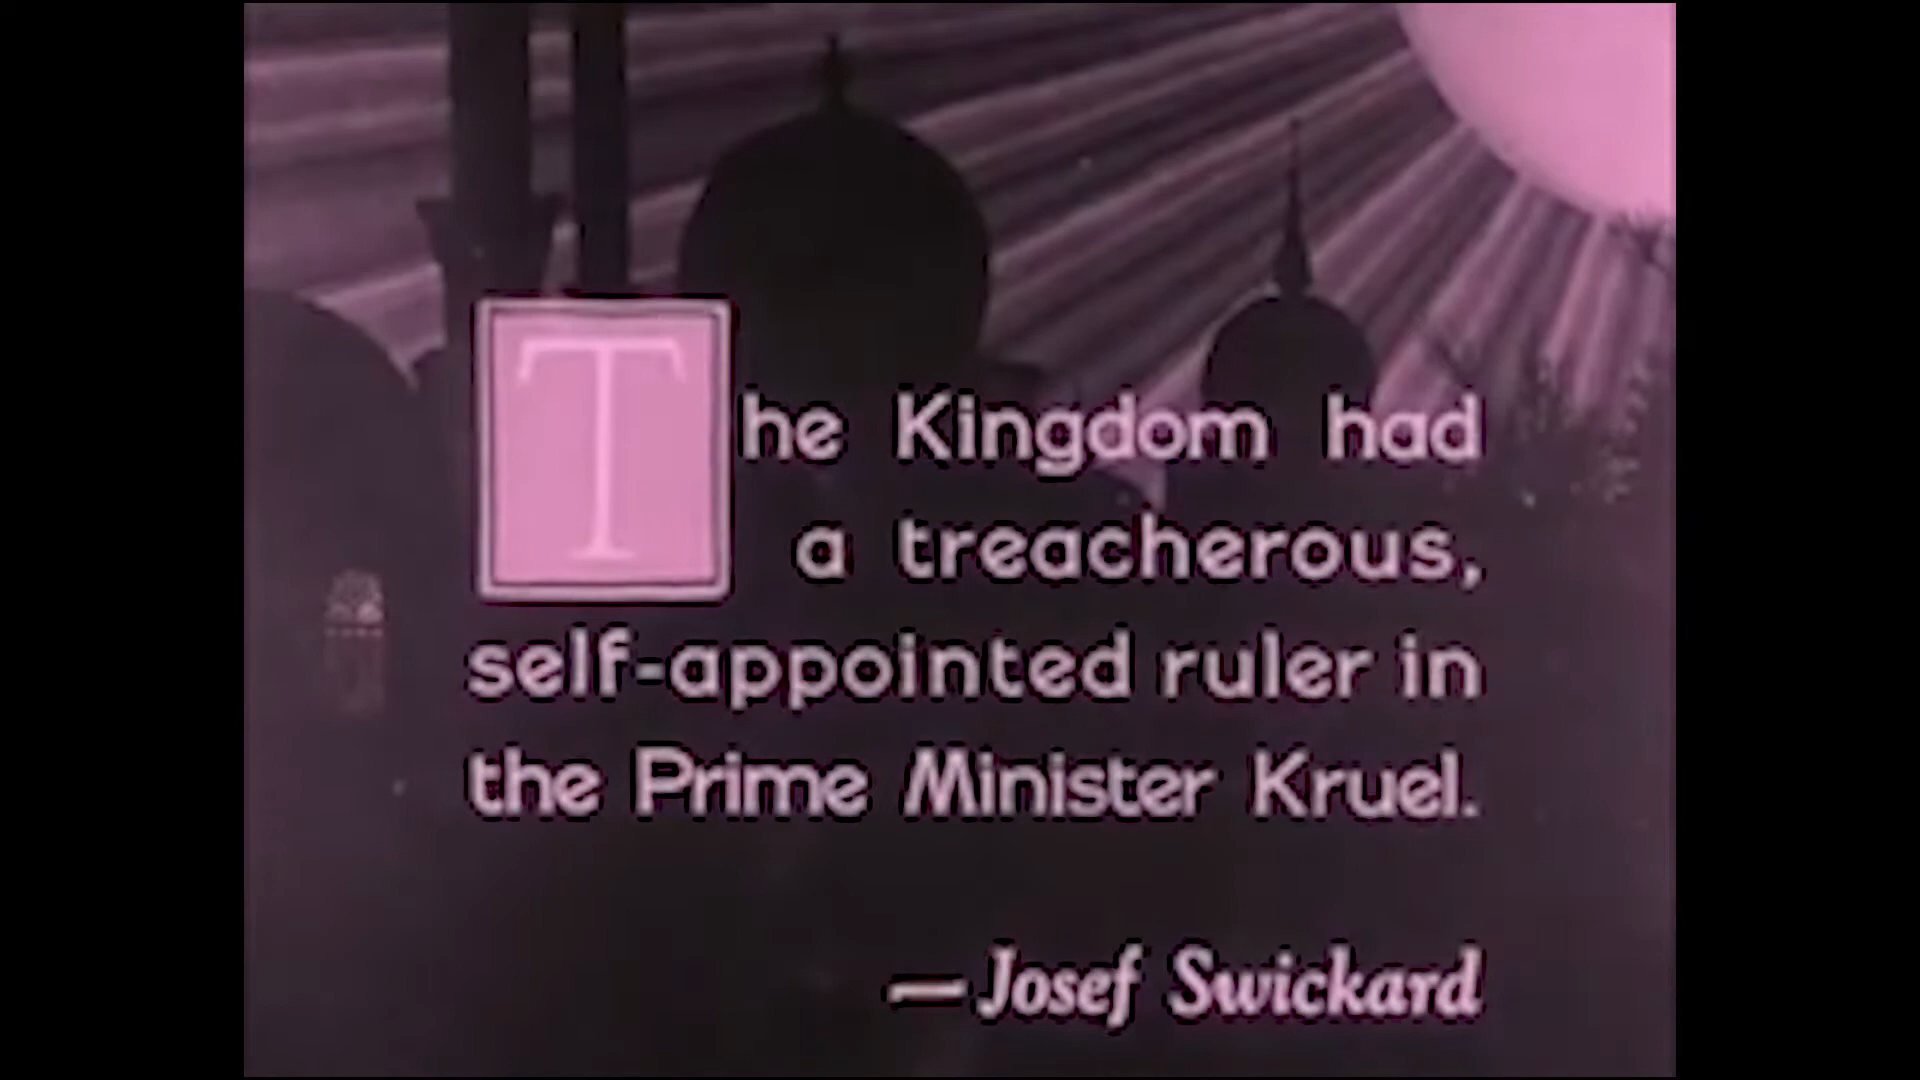 The Kingdom had
a treacherous,
self-appointed ruler in
the Prime Minister Kruel.
—Josef Swickard